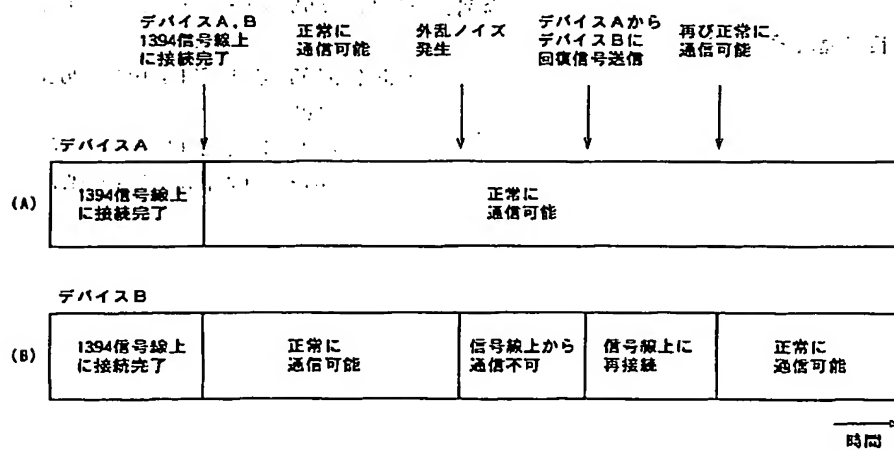 デバイスA, B
1394信号線上
に接続完了
正常に
通信可能
外乱ノイズ
発生
デバイスAから
デバイスBに
回復信号送信
再び正常に
通信可能
デバイスA
(A)
1394信号線上
に接続完了
正常に
通信可能
デバイスB
(B)
1394信号線上
に接続完了
正常に
通信可能
信号線上から
通信不可
信号線上に
再接続
正常に
通信可能
時間